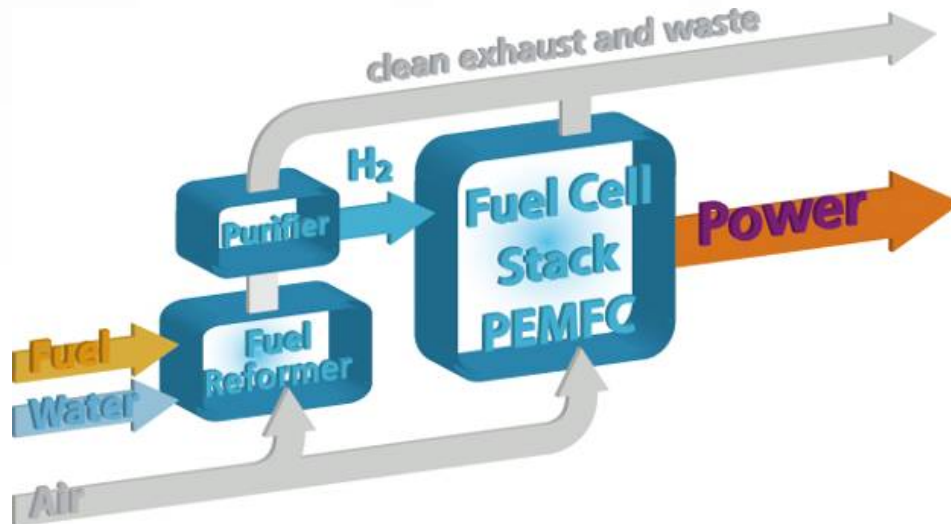 clean exhaust and waste
H₂
Purifier
Fuel Cell
Stack
PEMFC
Power
Fuel
Reformer
Fuel
Water
Air